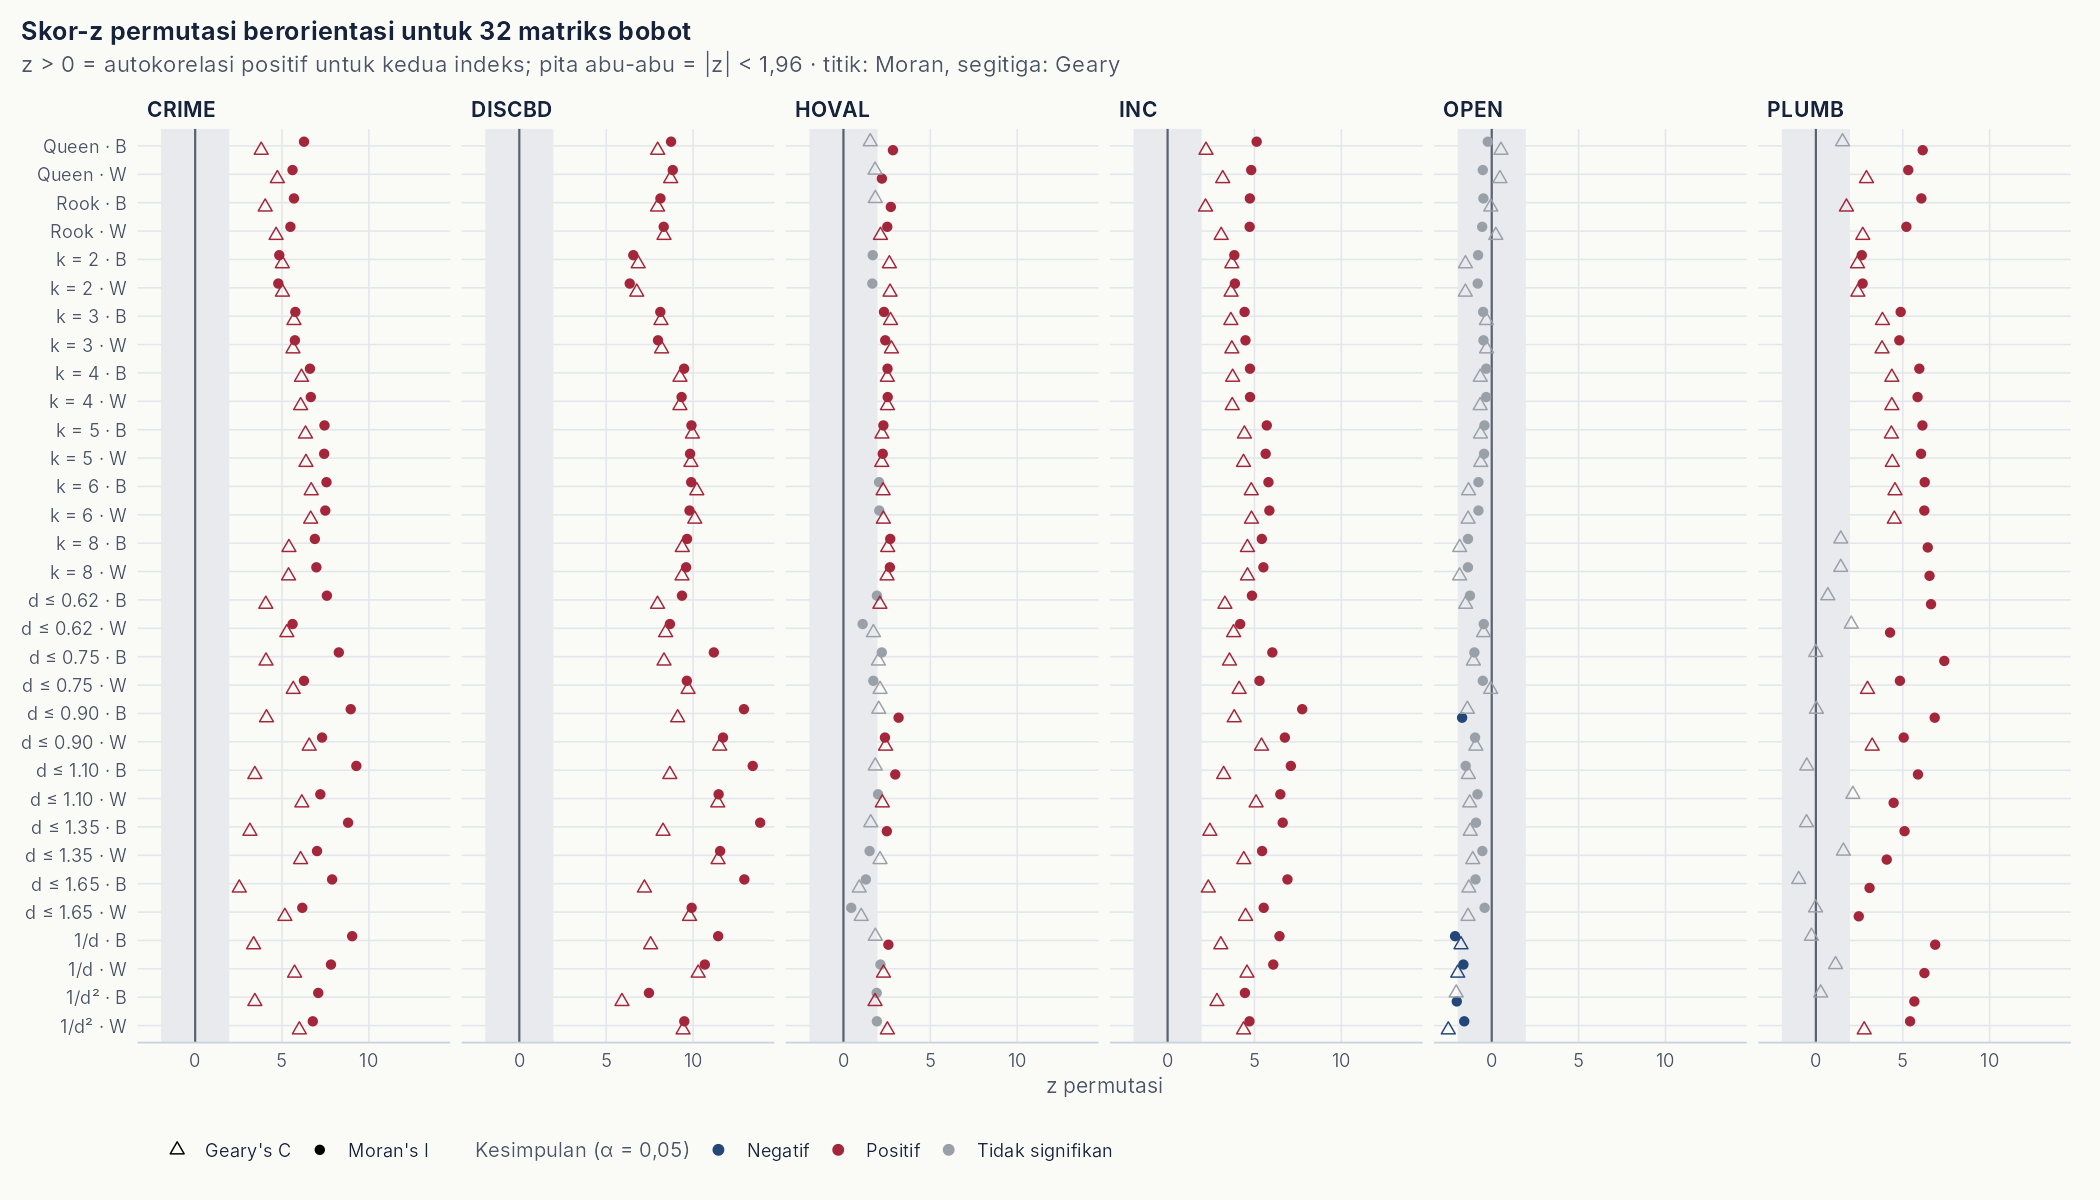 Skor-z permutasi berorientasi untuk 32 matriks bobot
z > 0 = autokorelasi positif untuk kedua indeks; pita abu-abu = |z| < 1,96 · titik: Moran, segitiga: Geary
CRIME DISCBD HOVAL INC OPEN PLUMB
Queen · B
Queen · W
Rook · B
Rook · W
k = 2 · B
k = 2 · W
k = 3 · B
k = 3 · W
k = 4 · B
k = 4 · W
k = 5 · B
k = 5 · W
k = 6 · B
k = 6 · W
k = 8 · B
k = 8 · W
d ≤ 0.62 · B
d ≤ 0.62 · W
d ≤ 0.75 · B
d ≤ 0.75 · W
d ≤ 0.90 · B
d ≤ 0.90 · W
d ≤ 1.10 · B
d ≤ 1.10 · W
d ≤ 1.35 · B
d ≤ 1.35 · W
d ≤ 1.65 · B
d ≤ 1.65 · W
1/d · B
1/d · W
1/d² · B
1/d² · W
0 5 10 0 5 10 0 5 10 0 5 10 0 5 10 0 5 10
z permutasi
Geary's C Moran's I Kesimpulan (α = 0,05) Negatif Positif Tidak signifikan